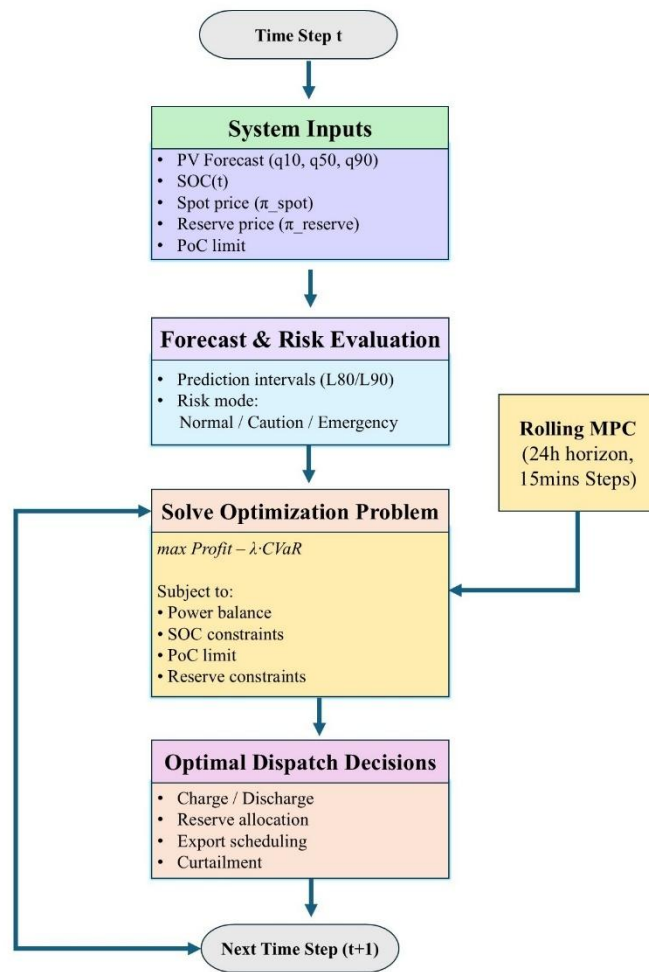 Time Step t
System Inputs
• PV Forecast (q10, q50, q90)
• SOC(t)
• Spot price (π_spot)
• Reserve price (π_reserve)
• PoC limit
Forecast & Risk Evaluation
• Prediction intervals (L80/L90)
• Risk mode:
Normal / Caution / Emergency
Rolling MPC
(24h horizon,
15mins Steps)
Solve Optimization Problem
max Profit – λ·CVaR
Subject to:
• Power balance
• SOC constraints
• PoC limit
• Reserve constraints
Optimal Dispatch Decisions
• Charge / Discharge
• Reserve allocation
• Export scheduling
• Curtailment
Next Time Step (t+1)